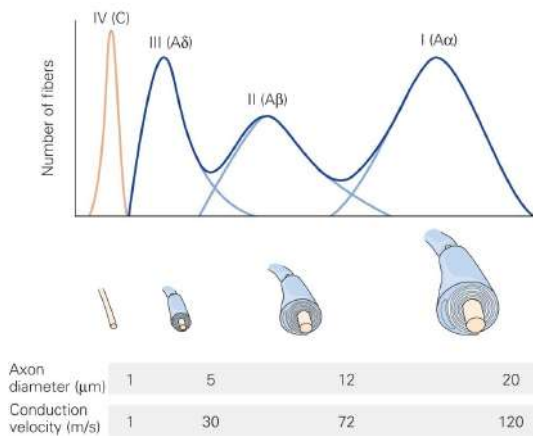 IV (C)
III (Aδ)
I (Aα)
II (Aβ)
Number of fibers
Axon
diameter (μm) 1 5 12 20
Conduction
velocity (m/s) 1 30 72 120